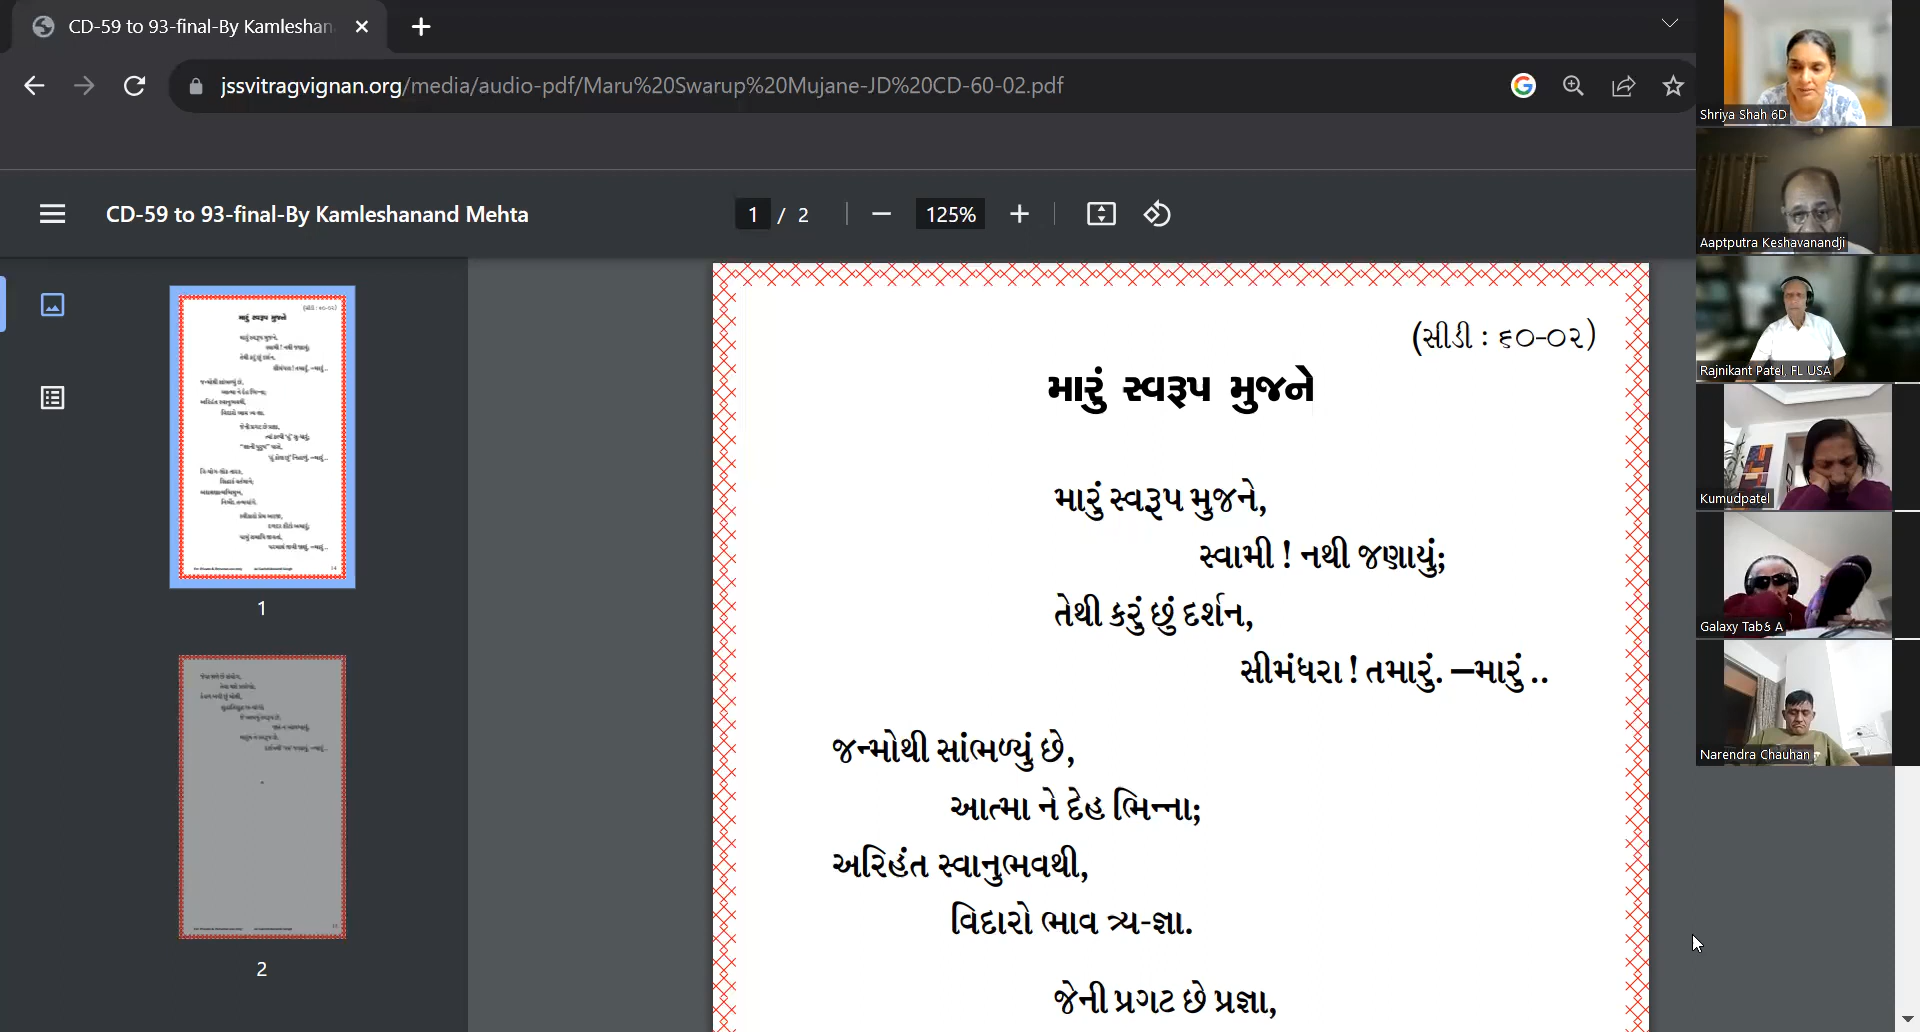 CD-59 to 93-final-By Kamleshan
jssvitragvignan.org/media/audio-pdf/Maru%20Swarup%20Mujane-JD%20CD-60-02.pdf
CD-59 to 93-final-By Kamleshanand Mehta
1 / 2
125%
1
2
(સીડી : ૬૦-૦૨)
મારું સ્વરૂપ મુજને
મારું સ્વરૂપ મુજને,
સ્વામી ! નથી જણાયું;
તેથી કરું છું દર્શન,
સીમંધરા ! તમારું. –મારું ..
જન્મોથી સાંભળ્યું છે,
આત્મા ને દેહ ભિન્ના;
અરિહંત સ્વાનુભવથી,
વિદારો ભાવ ત્ર્ય-જ્ઞા.
જેની પ્રગટ છે પ્રજ્ઞા,
Shriya Shah 6D
Aaptputra Keshavanandji
Rajnikant Patel, FL USA
Kumudpatel
Galaxy Tab A
Narendra Chauhan